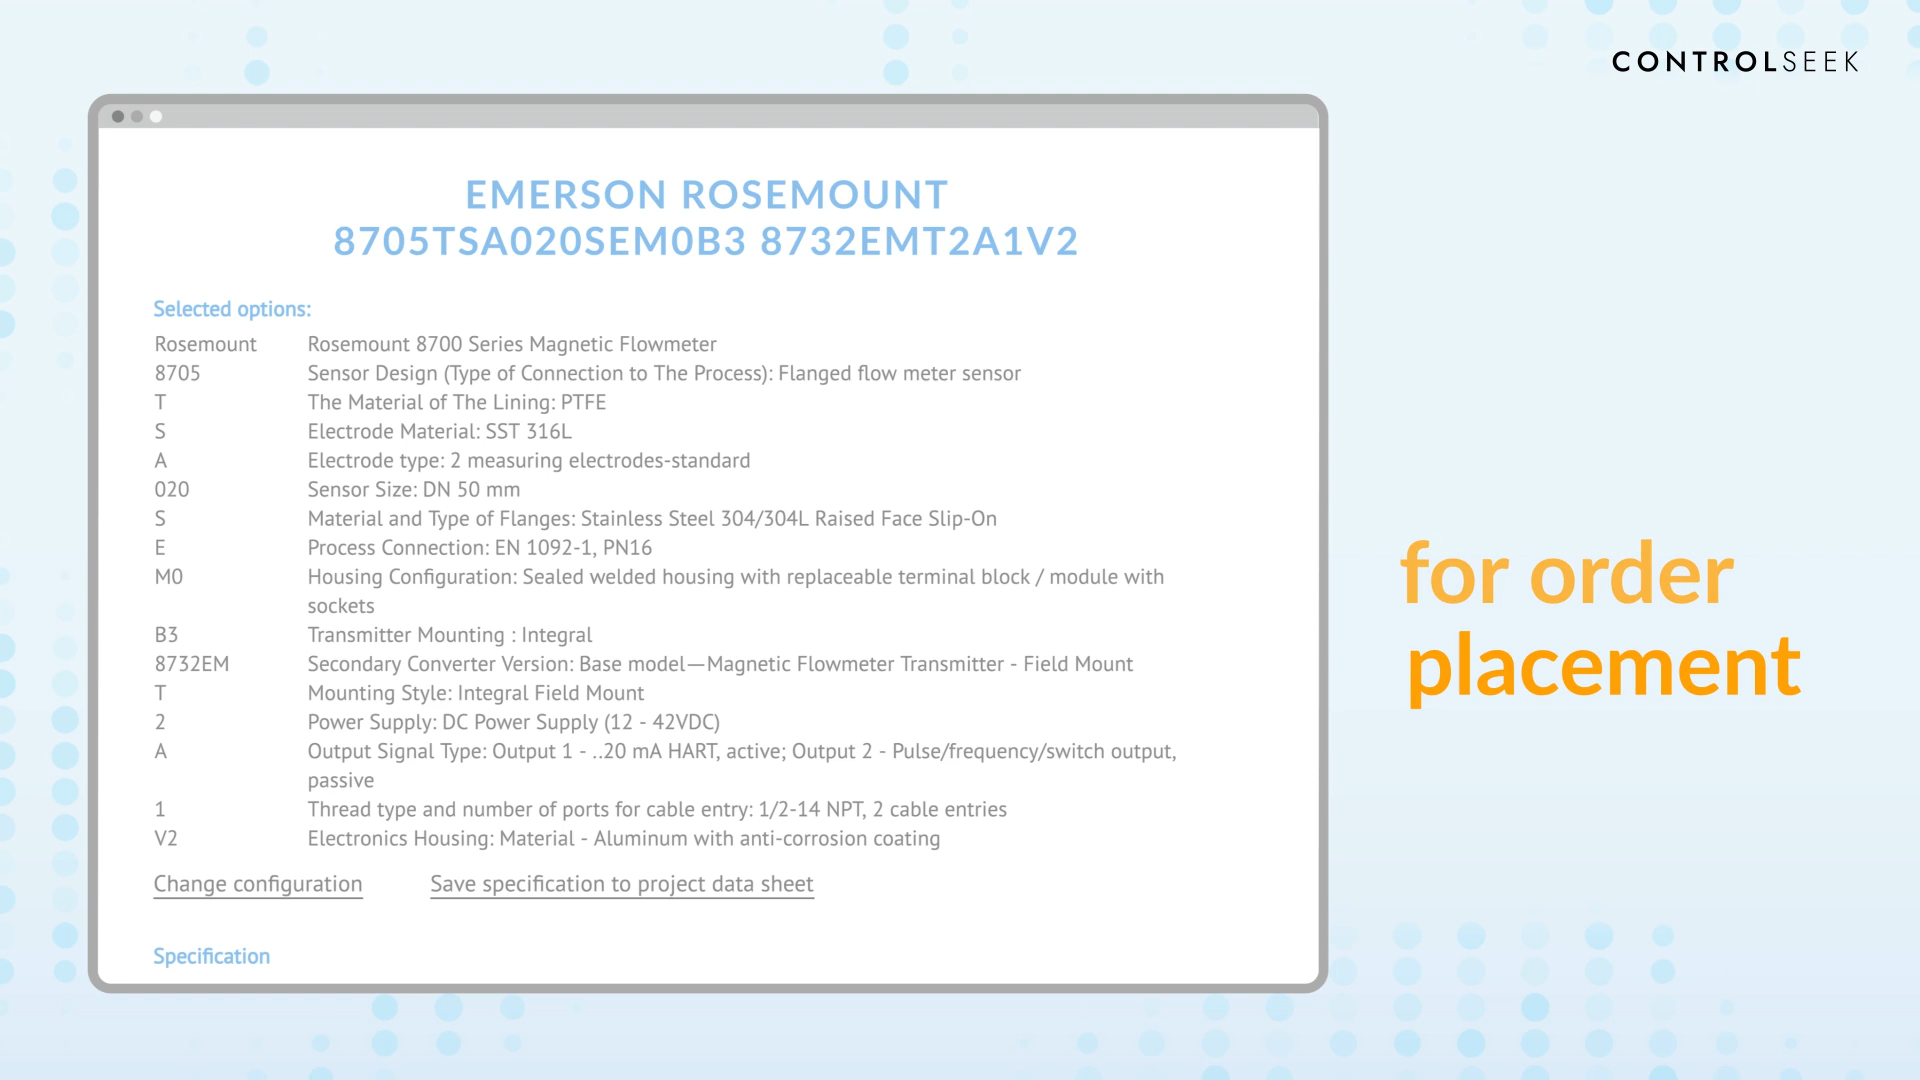 CONTROLSEEK
EMERSON ROSEMOUNT
8705TSA020SEM0B3 8732EMT2A1V2
Selected options:
Rosemount Rosemount 8700 Series Magnetic Flowmeter
8705 Sensor Design (Type of Connection to The Process): Flanged flow meter sensor
T The Material of The Lining: PTFE
S Electrode Material: SST 316L
A Electrode type: 2 measuring electrodes-standard
020 Sensor Size: DN 50 mm
S Material and Type of Flanges: Stainless Steel 304/304L Raised Face Slip-On
E Process Connection: EN 1092-1, PN16
M0 Housing Configuration: Sealed welded housing with replaceable terminal block / module with
sockets
B3 Transmitter Mounting : Integral
8732EM Secondary Converter Version: Base model—Magnetic Flowmeter Transmitter - Field Mount
T Mounting Style: Integral Field Mount
2 Power Supply: DC Power Supply (12 - 42VDC)
A Output Signal Type: Output 1 - ..20 mA HART, active; Output 2 - Pulse/frequency/switch output,
passive
1 Thread type and number of ports for cable entry: 1/2-14 NPT, 2 cable entries
V2 Electronics Housing: Material - Aluminum with anti-corrosion coating
Change configuration Save specification to project data sheet
Specification
for order
placement